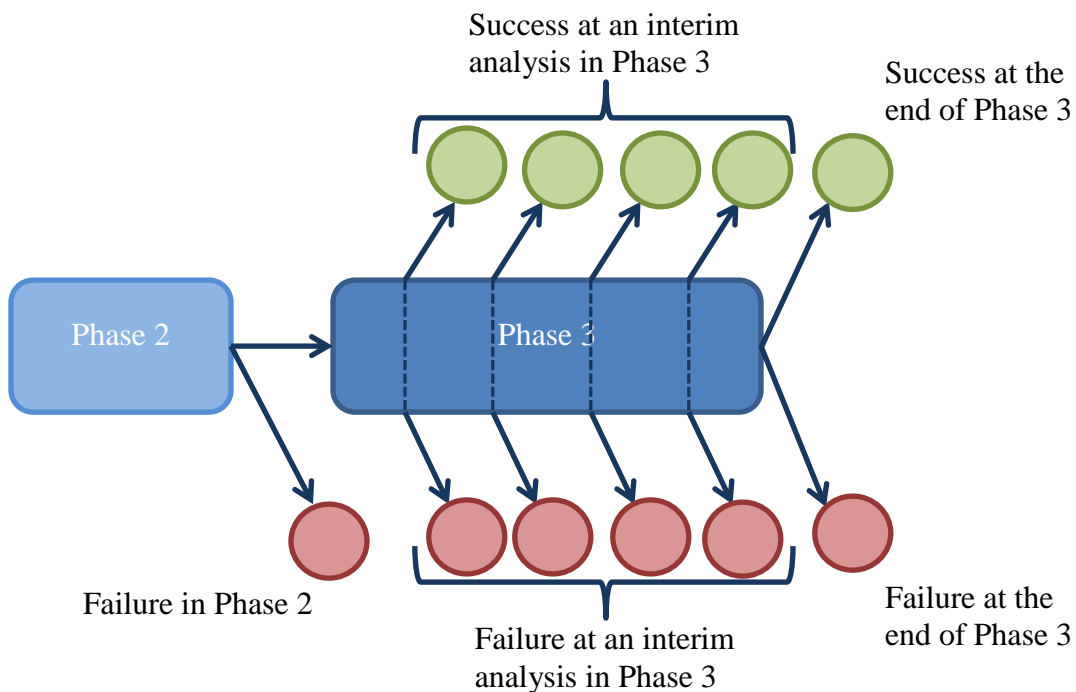 Success at an interim
analysis in Phase 3
Success at the
end of Phase 3
Phase 2
Phase 3
Failure in Phase 2
Failure at the
end of Phase 3
Failure at an interim
analysis in Phase 3